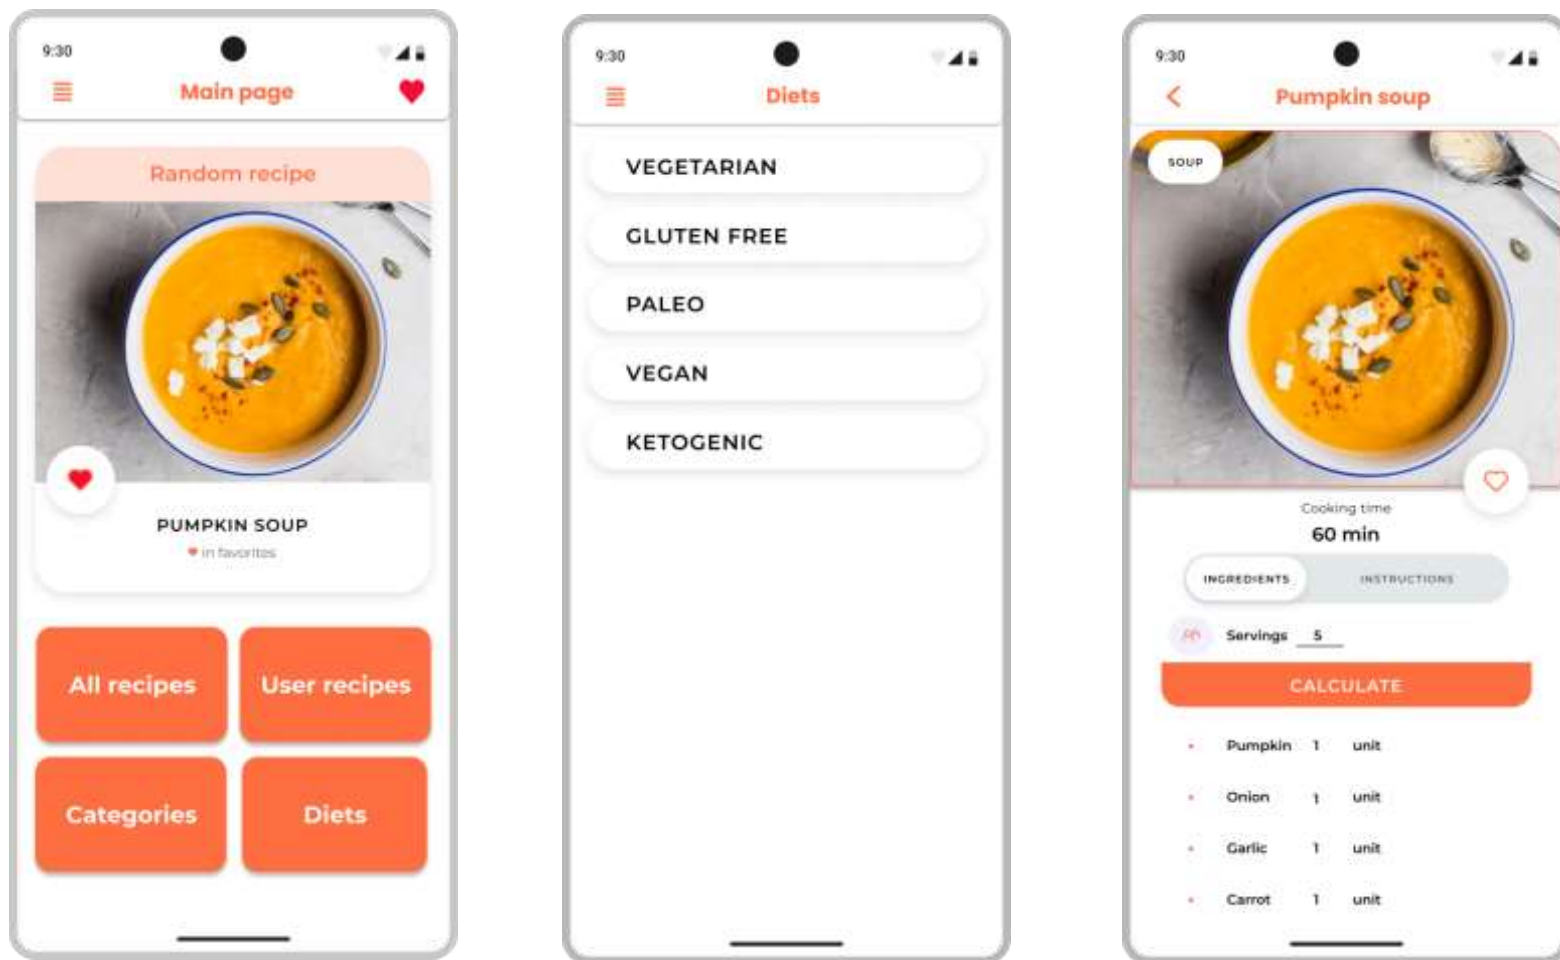 9:30
Main page
Random recipe
PUMPKIN SOUP
in favorites
All recipes
User recipes
Categories
Diets
9:30
Diets
VEGETARIAN
GLUTEN FREE
PALEO
VEGAN
KETOGENIC
9:30
Pumpkin soup
SOUP
Cooking time
60 min
INGREDIENTS INSTRUCTIONS
Servings 5
CALCULATE
Pumpkin 1 unit
Onion 1 unit
Garlic 1 unit
Carrot 1 unit